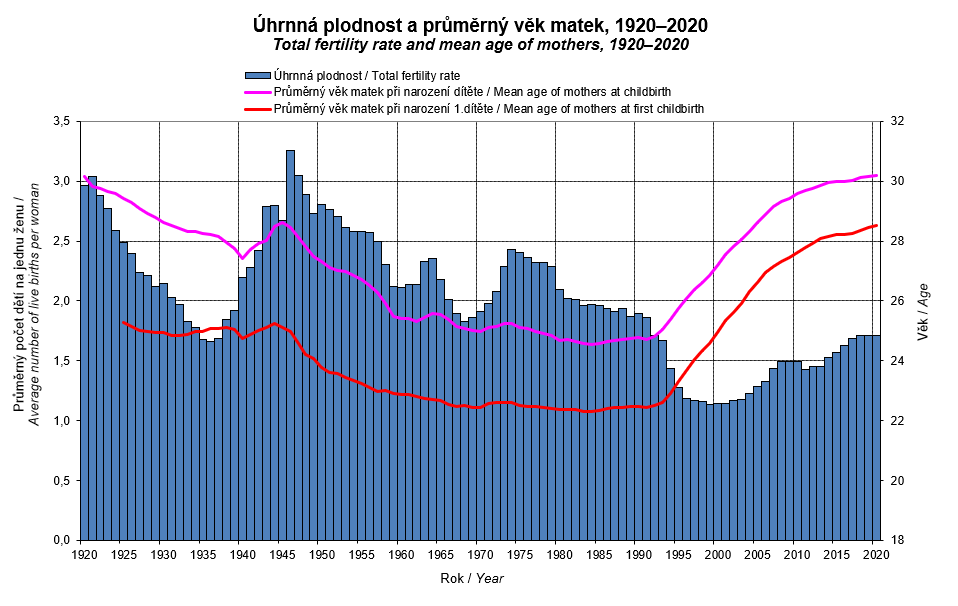 Úhrnná plodnost a průměrný věk matek, 1920–2020
Total fertility rate and mean age of mothers, 1920–2020
Úhrnná plodnost / Total fertility rate
Průměrný věk matek při narození dítěte / Mean age of mothers at childbirth
Průměrný věk matek při narození 1.dítěte / Mean age of mothers at first childbirth
Průměrný počet dětí na jednu ženu /
Average number of live births per woman
3,5
3,0
2,5
2,0
1,5
1,0
0,5
0,0
32
30
28
26
24
22
20
18
Věk / Age
1920 1925 1930 1935 1940 1945 1950 1955 1960 1965 1970 1975 1980 1985 1990 1995 2000 2005 2010 2015 2020
Rok / Year